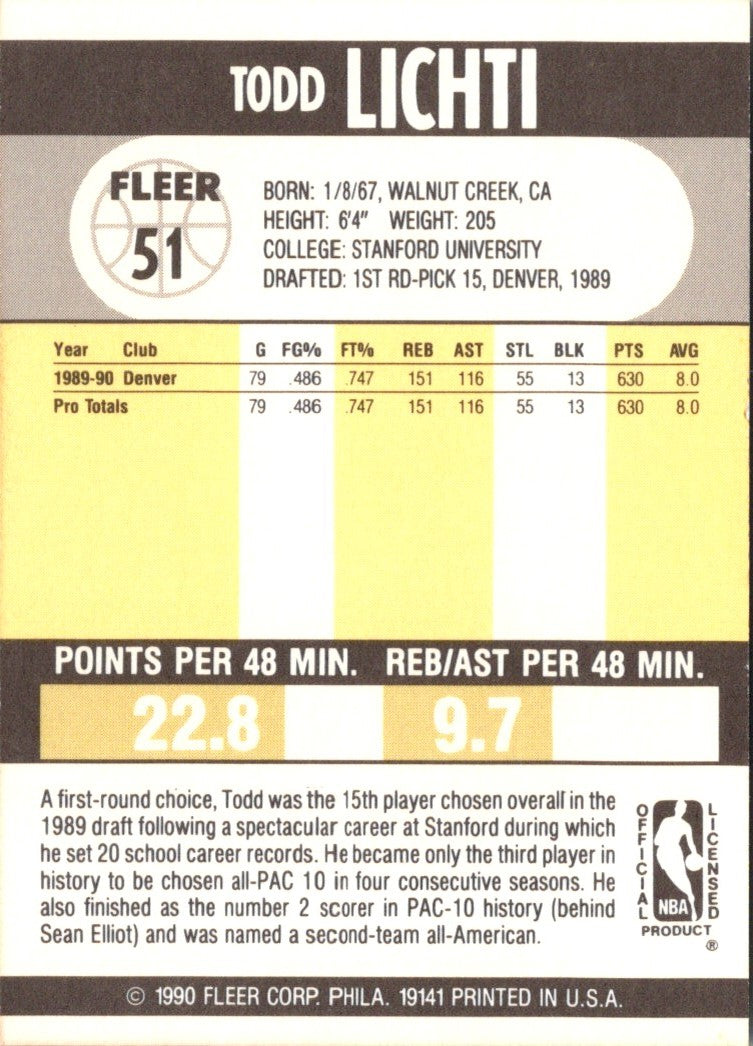 TODD LICHTI
FLEER
51
BORN: 1/8/67, WALNUT CREEK, CA
HEIGHT: 6'4" WEIGHT: 205
COLLEGE: STANFORD UNIVERSITY
DRAFTED: 1ST RD-PICK 15, DENVER, 1989
Year Club G FG% FT% REB AST STL BLK PTS AVG
1989-90 Denver 79 .486 .747 151 116 55 13 630 8.0
Pro Totals 79 .486 .747 151 116 55 13 630 8.0
POINTS PER 48 MIN. REB/AST PER 48 MIN.
22.8 9.7
A first-round choice, Todd was the 15th player chosen overall in the
1989 draft following a spectacular career at Stanford during which
he set 20 school career records. He became only the third player in
history to be chosen all-PAC 10 in four consecutive seasons. He
also finished as the number 2 scorer in PAC-10 history (behind
Sean Elliot) and was named a second-team all-American.
OFFICIAL
NBA
LICENSED
PRODUCT
®
© 1990 FLEER CORP. PHILA. 19141 PRINTED IN U.S.A.